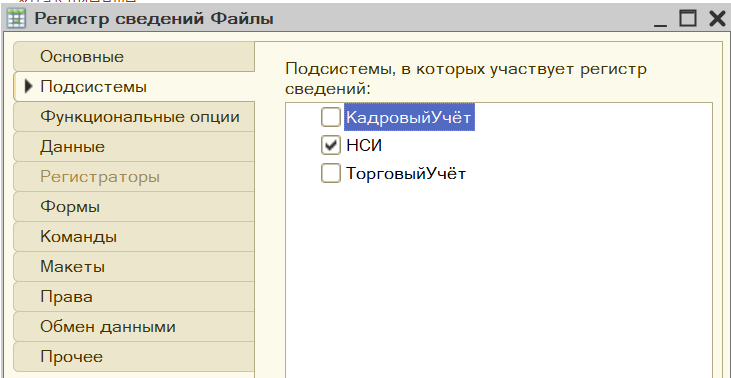 Регистр сведений Файлы
Основные
Подсистемы
Функциональные опции
Данные
Регистраторы
Формы
Команды
Макеты
Права
Обмен данными
Прочее
Подсистемы, в которых участвует регистр
сведений:
КадровыйУчёт
НСИ
ТорговыйУчёт